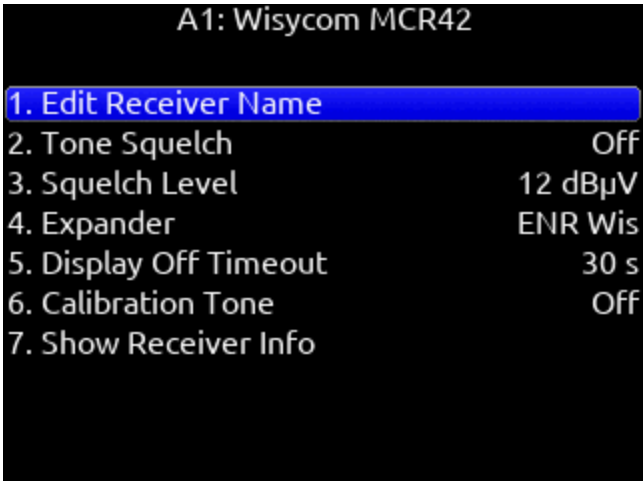 A1: Wisycom MCR42
1. Edit Receiver Name
2. Tone Squelch Off
3. Squelch Level 12 dBµV
4. Expander ENR Wis
5. Display Off Timeout 30 s
6. Calibration Tone Off
7. Show Receiver Info